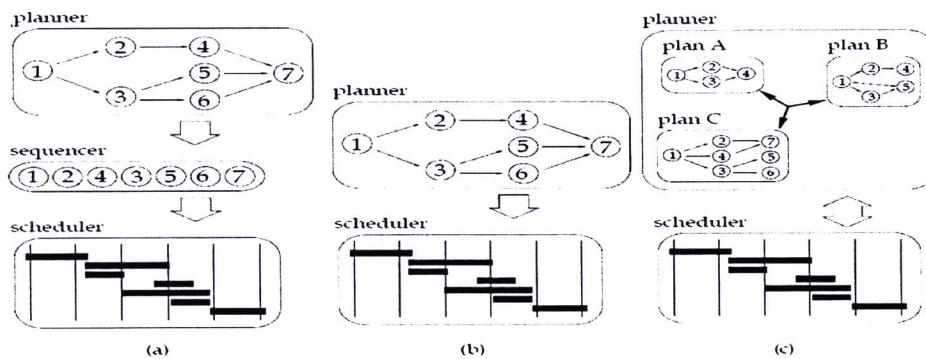 planner
2 4
1 5 7
3 6
sequencer
1 2 4 3 5 6 7
scheduler
(a)
planner
2 4
1 5 7
3 6
scheduler
(b)
planner
plan A
2
1 4
3
plan B
2 4
1 5
3
plan C
2 7
1 4 5
3 6
scheduler
(c)